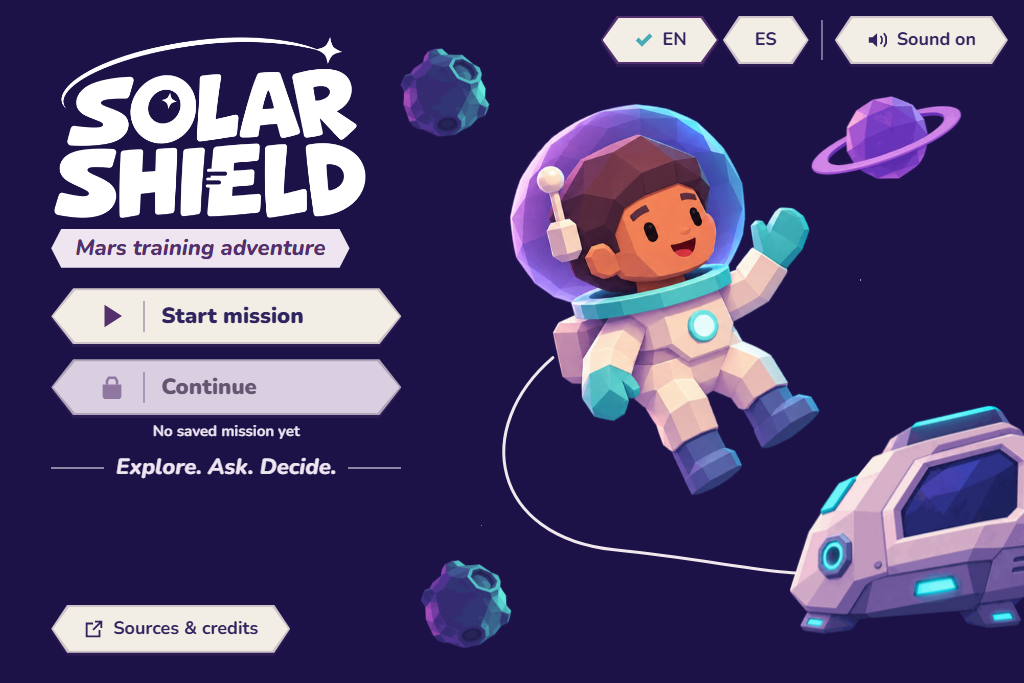 EN
ES
Sound on
SOLAR
SHIELD
Mars training adventure
Start mission
Continue
No saved mission yet
Explore. Ask. Decide.
Sources & credits